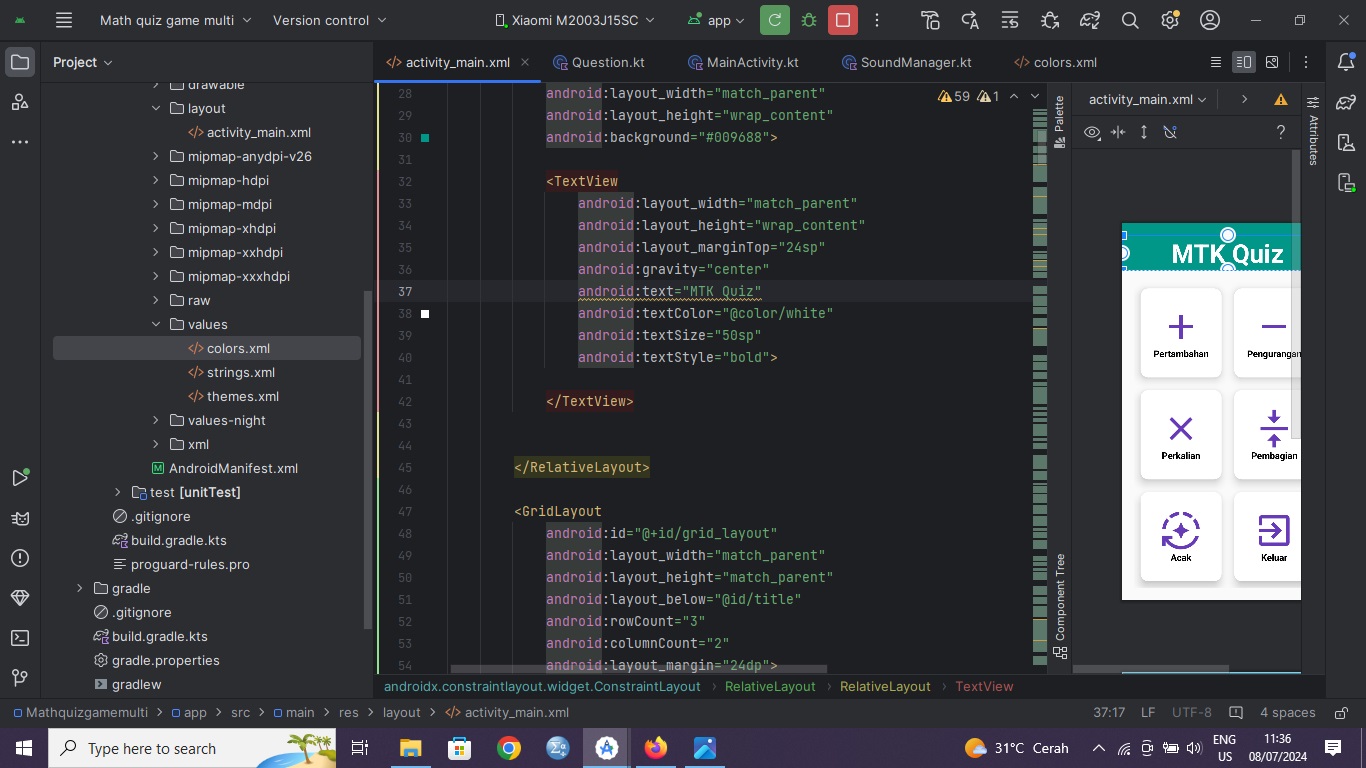 Math quiz game multi
Version control
Xiaomi M2003J15SC
app
Project
activity_main.xml
Question.kt
MainActivity.kt
SoundManager.kt
colors.xml
drawable
layout
activity_main.xml
mipmap-anydpi-v26
mipmap-hdpi
mipmap-mdpi
mipmap-xhdpi
mipmap-xxhdpi
mipmap-xxxhdpi
raw
values
colors.xml
strings.xml
themes.xml
values-night
xml
AndroidManifest.xml
test [unitTest]
.gitignore
build.gradle.kts
proguard-rules.pro
gradle
.gitignore
build.gradle.kts
gradle.properties
gradlew
59 1
28 android:layout_width="match_parent"
29 android:layout_height="wrap_content"
30 android:background="#009688">
31
32 <TextView
33 android:layout_width="match_parent"
34 android:layout_height="wrap_content"
35 android:layout_marginTop="24sp"
36 android:gravity="center"
37 android:text="MTK Quiz"
38 android:textColor="@color/white"
39 android:textSize="50sp"
40 android:textStyle="bold">
41
42 </TextView>
43
44
45 </RelativeLayout>
46
47 <GridLayout
48 android:id="@+id/grid_layout"
49 android:layout_width="match_parent"
50 android:layout_height="match_parent"
51 android:layout_below="@id/title"
52 android:rowCount="3"
53 android:columnCount="2"
54 android:layout_margin="24dp">
androidx.constraintlayout.widget.ConstraintLayout > RelativeLayout > RelativeLayout > TextView
Palette
Component Tree
activity_main.xml
Attributes
MTK Quiz
Pertambahan
Pengurangan
Perkalian
Pembagian
Acak
Keluar
Mathquizgamemulti > app > src > main > res > layout > activity_main.xml
37:17 LF UTF-8 4 spaces
Type here to search
31°C Cerah
ENG
US
11:36
08/07/2024